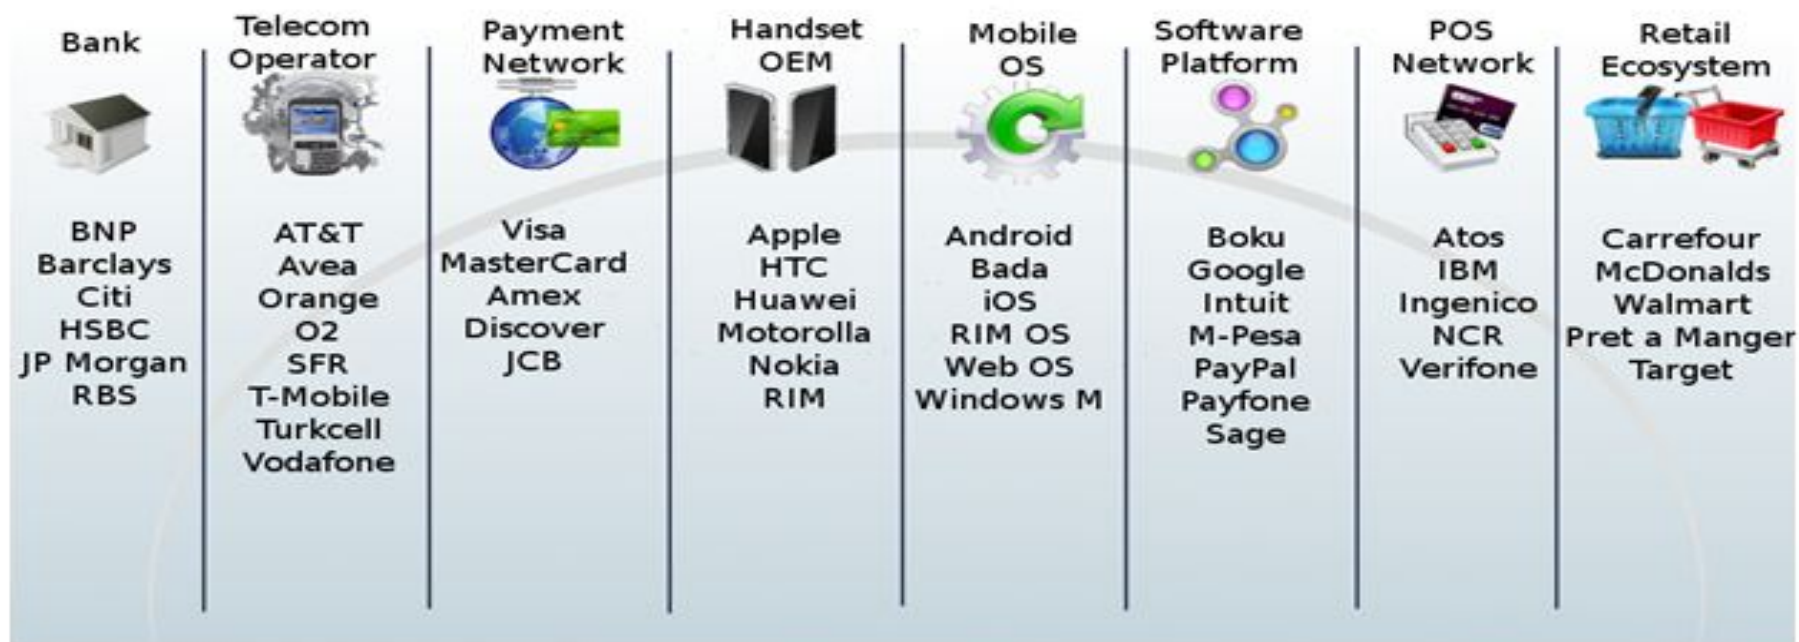 Bank
BNP
Barclays
Citi
HSBC
JP Morgan
RBS
Telecom
Operator
AT&T
Avea
Orange
O2
SFR
T-Mobile
Turkcell
Vodafone
Payment
Network
Visa
MasterCard
Amex
Discover
JCB
Handset
OEM
Apple
HTC
Huawei
Motorolla
Nokia
RIM
Mobile
OS
Android
Bada
iOS
RIM OS
Web OS
Windows M
Software
Platform
Boku
Google
Intuit
M-Pesa
PayPal
Payfone
Sage
POS
Network
Atos
IBM
Ingenico
NCR
Verifone
Retail
Ecosystem
Carrefour
McDonalds
Walmart
Pret a Manger
Target